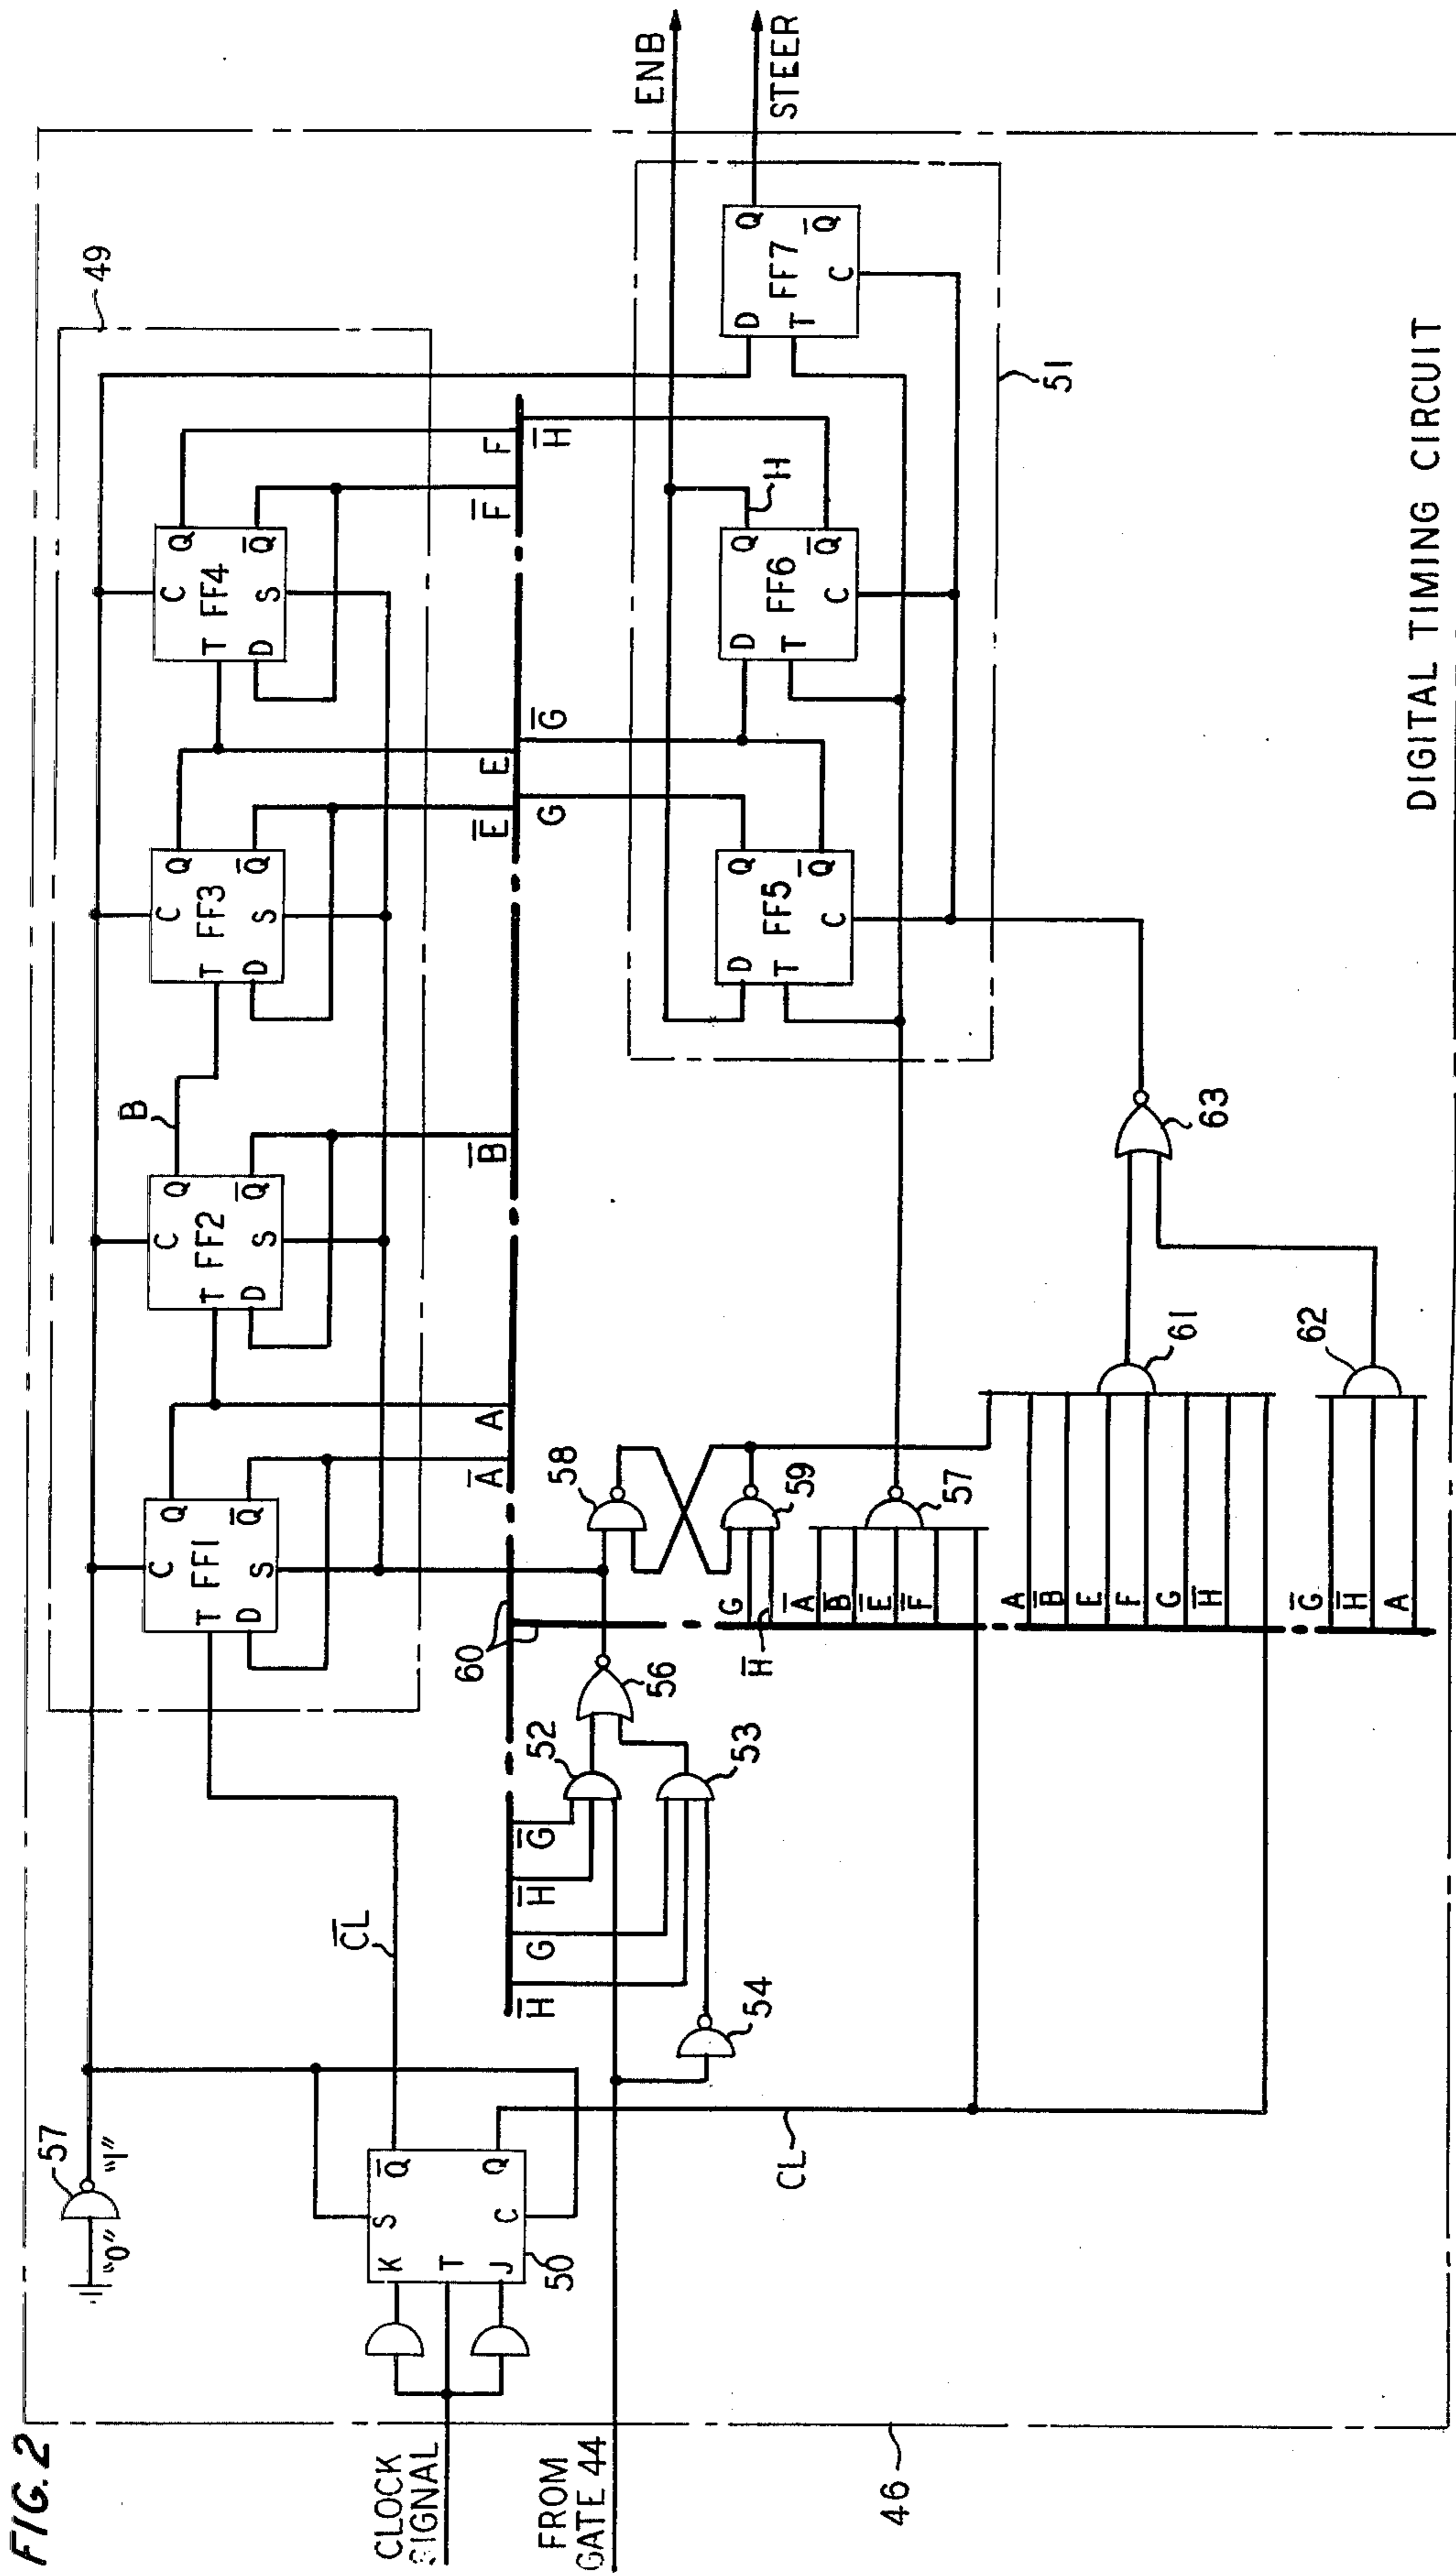 FIG. 2
DIGITAL TIMING CIRCUIT
CLOCK
SIGNAL
FROM
GATE 44
46
57
"0"
"1"
K
T
J
S
C
Q̅
Q
50
C̅L̅
CL
49
T
D
C
FF1
S
Q
Q̅
A̅
A
T
D
C
FF2
S
Q
Q̅
B
B̅
T
D
C
FF3
S
Q
Q̅
E̅
E
T
D
C
FF4
S
Q
Q̅
F̅
F
60
H̅
G
H̅
G̅
52
53
54
56
58
59
G
H̅
A̅
B̅
E̅
F̅
57
A
B̅
E
F
G
H̅
61
G̅
H̅
A
62
63
51
G
G̅
H̅
D
T
FF5
C
Q
Q̅
D
T
FF6
C
Q
Q̅
H
D
T
FF7
C
Q
Q̅
ENB
STEER